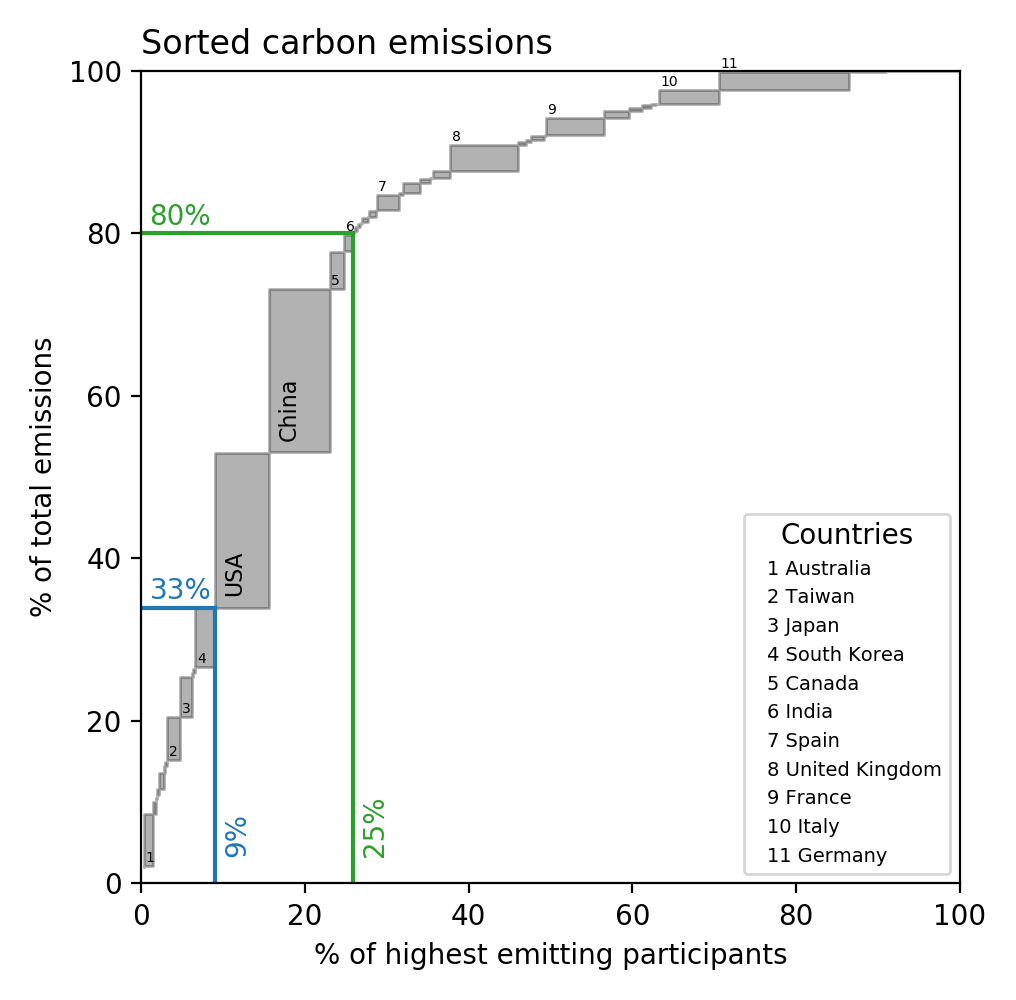 Sorted carbon emissions
100
80
60
40
20
0
% of total emissions
0 20 40 60 80 100
% of highest emitting participants
80%
33%
9%
25%
USA
China
1
2
3
4
5
6
7
8
9
10
11
Countries
1 Australia
2 Taiwan
3 Japan
4 South Korea
5 Canada
6 India
7 Spain
8 United Kingdom
9 France
10 Italy
11 Germany